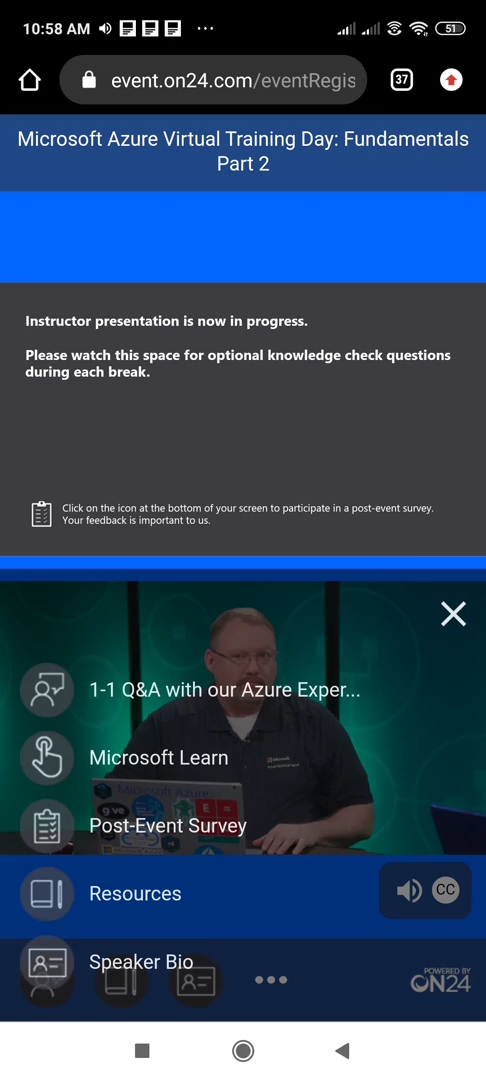 10:58 AM
51
event.on24.com/eventRegis
37
Microsoft Azure Virtual Training Day: Fundamentals
Part 2
Instructor presentation is now in progress.
Please watch this space for optional knowledge check questions
during each break.
Click on the icon at the bottom of your screen to participate in a post-event survey.
Your feedback is important to us.
1-1 Q&A with our Azure Exper...
Microsoft Learn
Microsoft Azure
Post-Event Survey
Resources
CC
Speaker Bio
POWERED BY
ON24